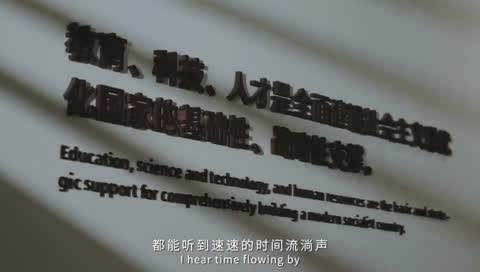 教育、科技、人才是全面建设社会主义现代
化国家的基础性、战略性支撑。
Education, science and technology, and human resources are the basic and strate-
gic support for comprehensively building a modern socialist country.
都能听到速速的时间流淌声
I hear time flowing by